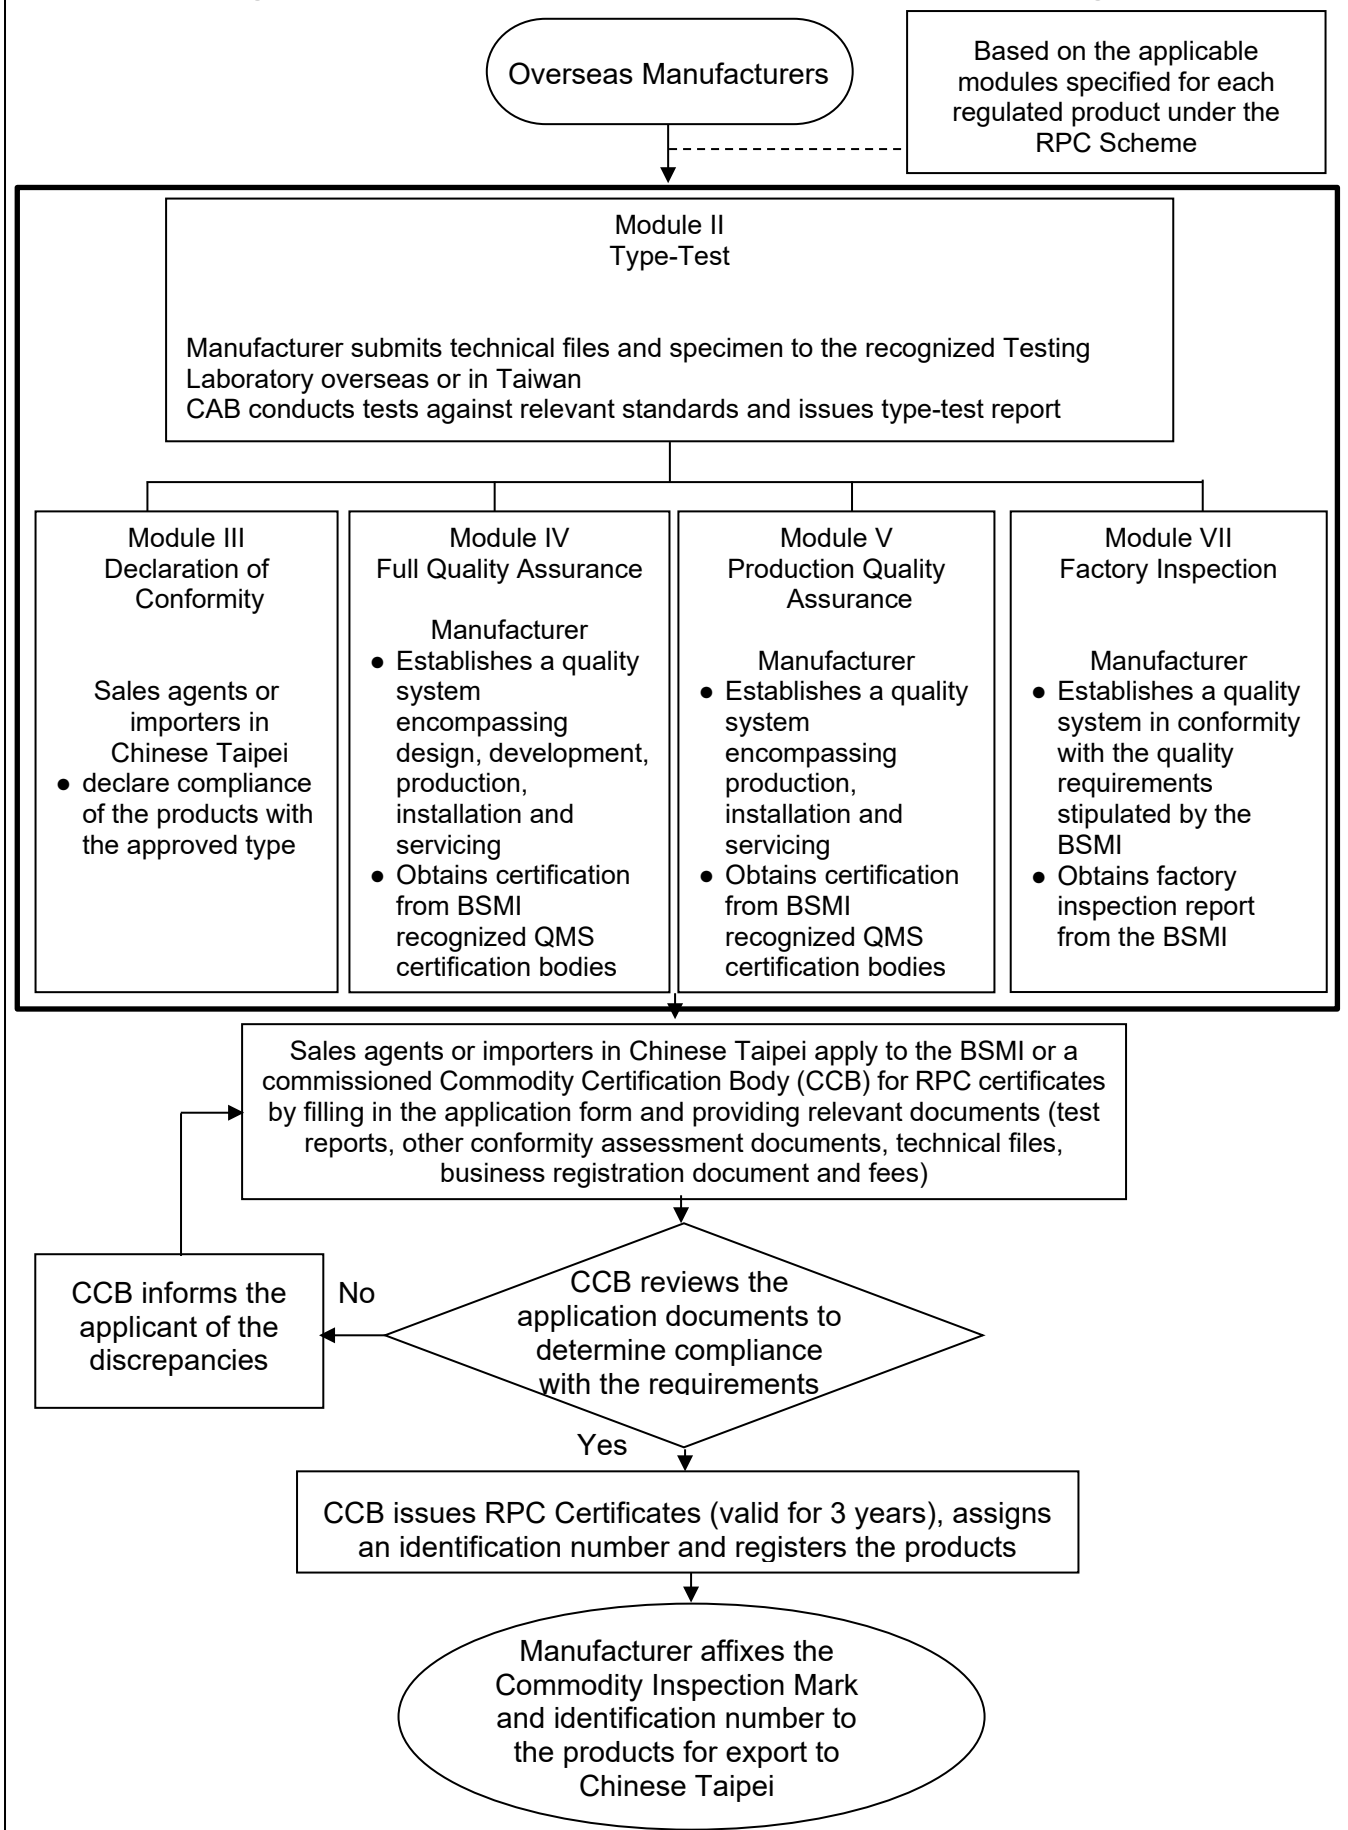 Overseas Manufacturers
Based on the applicable
modules specified for each
regulated product under the
RPC Scheme
Module II
Type-Test
Manufacturer submits technical files and specimen to the recognized Testing
Laboratory overseas or in Taiwan
CAB conducts tests against relevant standards and issues type-test report
Module III
Declaration of
Conformity
Sales agents or
importers in
Chinese Taipei
● declare compliance
of the products with
the approved type
Module IV
Full Quality Assurance
Manufacturer
● Establishes a quality
system
encompassing
design, development,
production,
installation and
servicing
● Obtains certification
from BSMI
recognized QMS
certification bodies
Module V
Production Quality
Assurance
Manufacturer
● Establishes a quality
system
encompassing
production,
installation and
servicing
● Obtains certification
from BSMI
recognized QMS
certification bodies
Module VII
Factory Inspection
Manufacturer
● Establishes a quality
system in conformity
with the quality
requirements
stipulated by the
BSMI
● Obtains factory
inspection report
from the BSMI
Sales agents or importers in Chinese Taipei apply to the BSMI or a
commissioned Commodity Certification Body (CCB) for RPC certificates
by filling in the application form and providing relevant documents (test
reports, other conformity assessment documents, technical files,
business registration document and fees)
CCB informs the
applicant of the
discrepancies
No
CCB reviews the
application documents to
determine compliance
with the requirements
Yes
CCB issues RPC Certificates (valid for 3 years), assigns
an identification number and registers the products
Manufacturer affixes the
Commodity Inspection Mark
and identification number to
the products for export to
Chinese Taipei